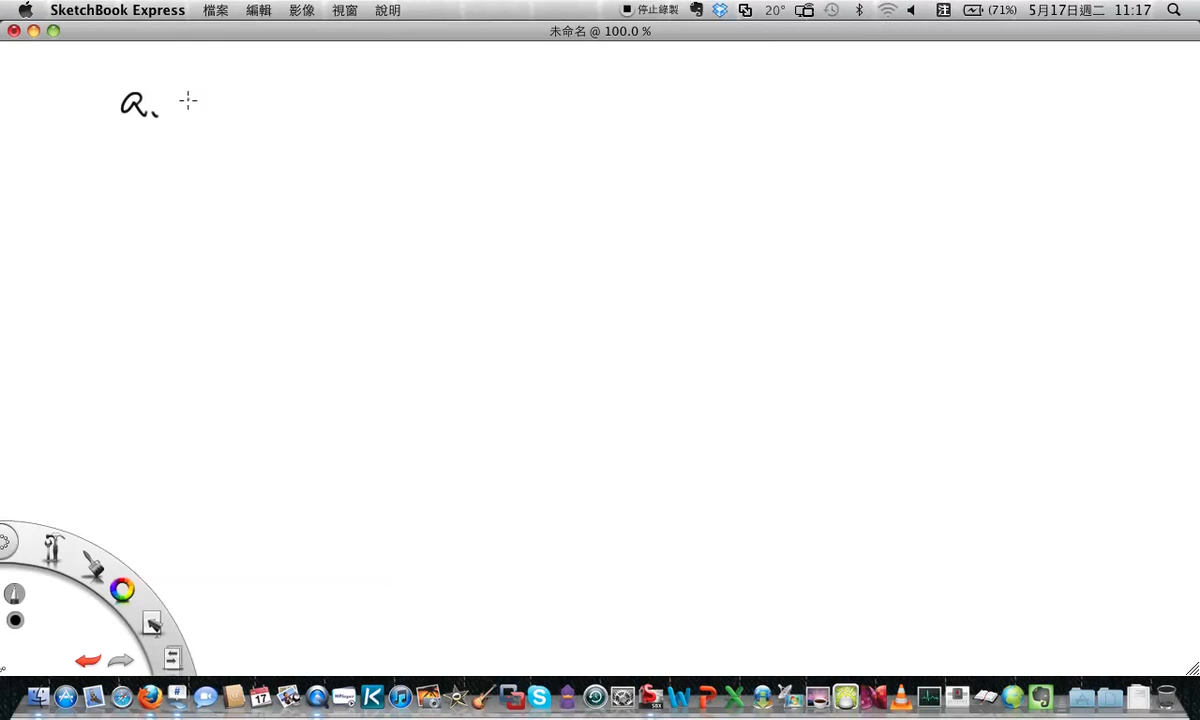 SketchBook Express 檔案 編輯 影像 視窗 說明 停止錄製 20° (71%) 5月17日週二 11:17
未命名 @ 100.0 %
a、